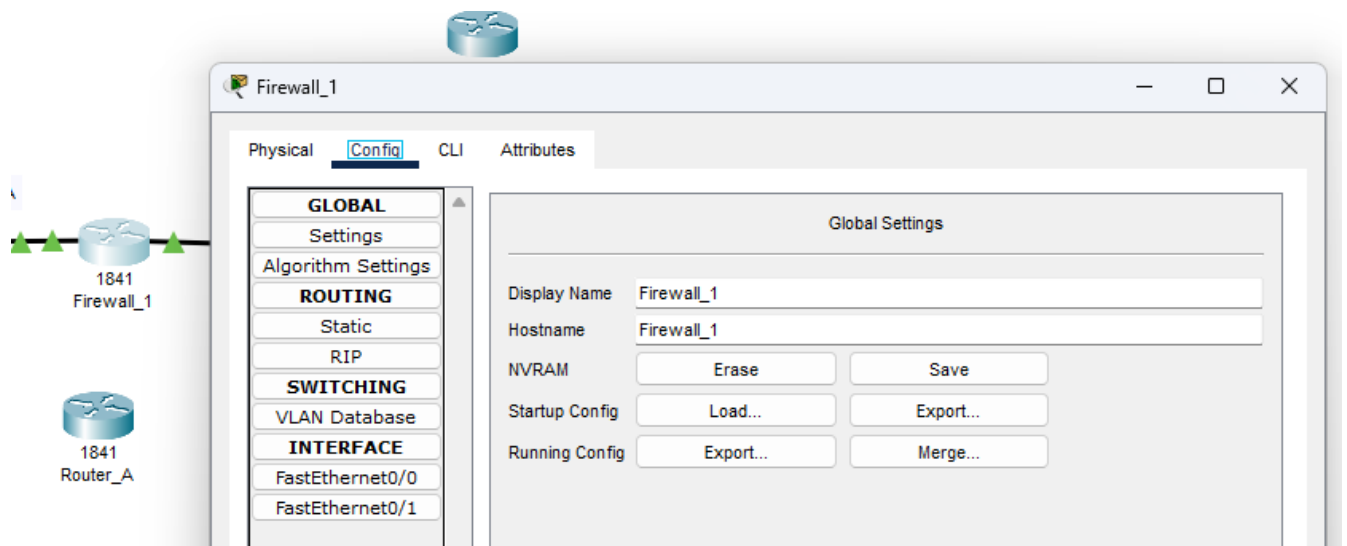 Firewall_1
Physical Config CLI Attributes
GLOBAL
Settings
Algorithm Settings
ROUTING
Static
RIP
SWITCHING
VLAN Database
INTERFACE
FastEthernet0/0
FastEthernet0/1
Global Settings
Display Name Firewall_1
Hostname Firewall_1
NVRAM Erase Save
Startup Config Load... Export...
Running Config Export... Merge...
1841
Firewall_1
1841
Router_A